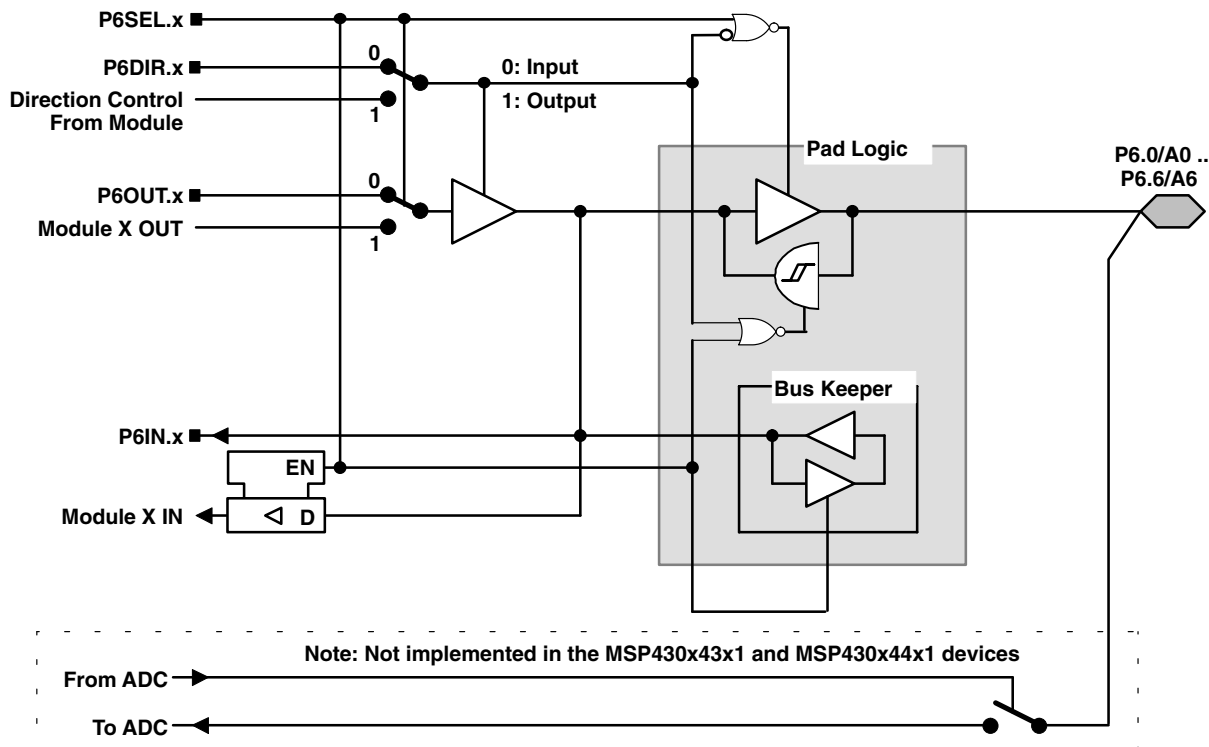 P6SEL.x
P6DIR.x
0
0: Input
Direction Control
From Module
1
1: Output
Pad Logic
P6.0/A0 ..
P6.6/A6
P6OUT.x
0
Module X OUT
1
Bus Keeper
P6IN.x
EN
Module X IN
D
Note: Not implemented in the MSP430x43x1 and MSP430x44x1 devices
From ADC
To ADC